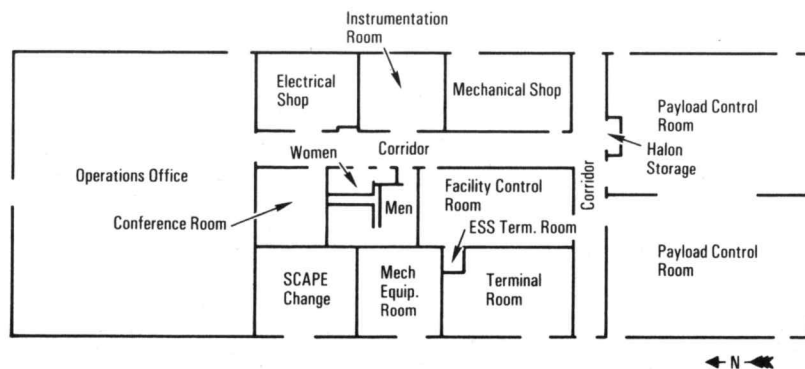 Instrumentation
Room
Electrical
Shop
Mechanical Shop
Payload Control
Room
Halon
Storage
Women
Corridor
Operations Office
Conference Room
Men
Facility Control
Room
ESS Term. Room
Corridor
Payload Control
Room
SCAPE
Change
Mech
Equip.
Room
Terminal
Room
N